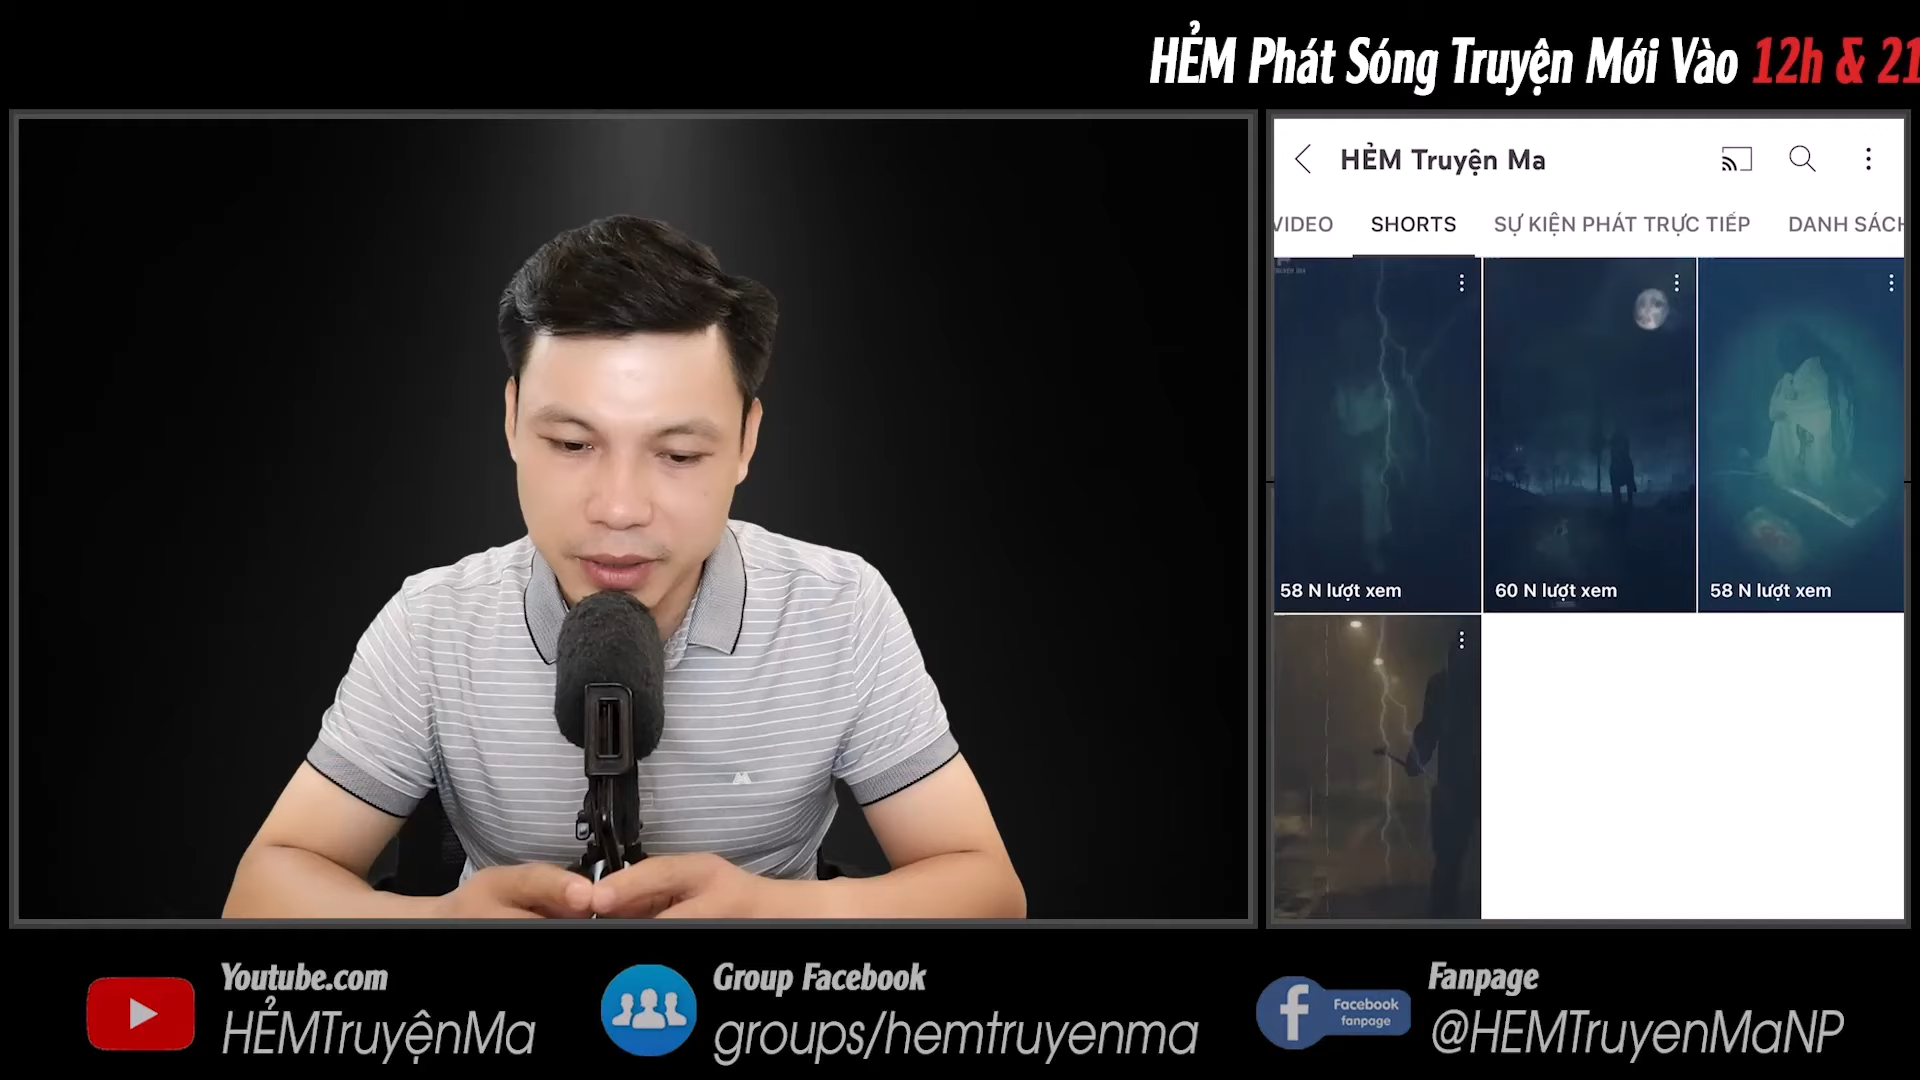 HẺM Phát Sóng Truyện Mới Vào 12h & 21
HẺM Truyện Ma
VIDEO SHORTS SỰ KIỆN PHÁT TRỰC TIẾP DANH SÁCH
58 N lượt xem 60 N lượt xem 58 N lượt xem
Youtube.com
HẺMTruyệnMa
Group Facebook
groups/hemtruyenma
Facebook
fanpage
Fanpage
@HEMTruyenMaNP